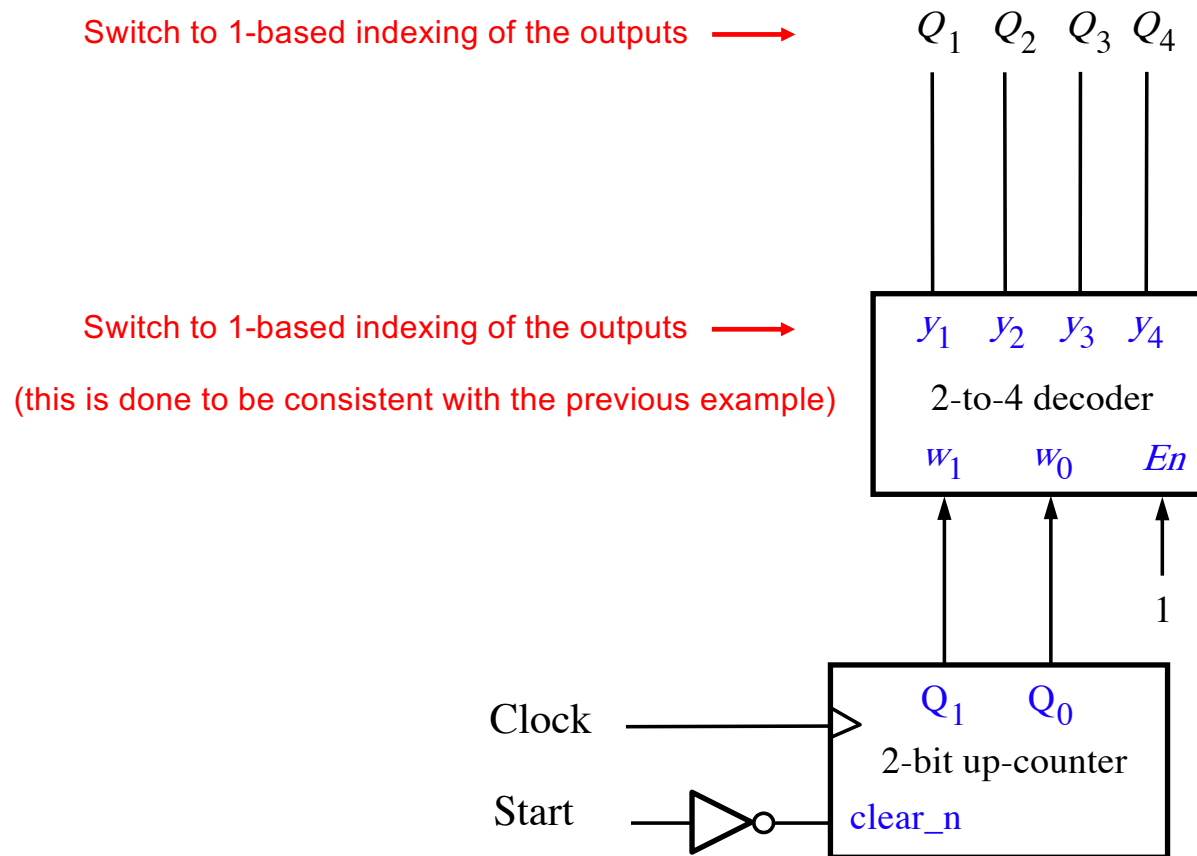 Switch to 1-based indexing of the outputs Q1 Q2 Q3 Q4
Switch to 1-based indexing of the outputs y1 y2 y3 y4
(this is done to be consistent with the previous example) 2-to-4 decoder
w1 w0 En
1
Q1 Q0
Clock
2-bit up-counter
Start clear_n